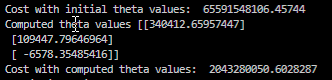 Cost with initial theta values:  65591548106.45744
Computed theta values [[340412.65957447]
 [109447.79646964]
 [ -6578.35485416]]
Cost with computed values:  2043280050.6028287